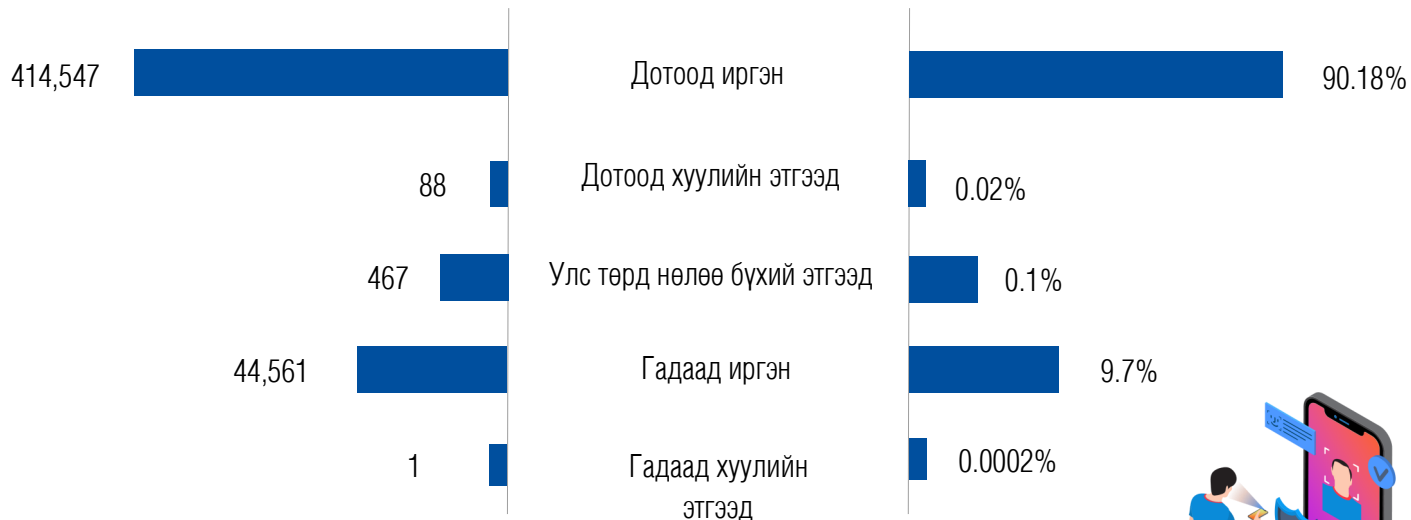 414,547 Дотоод иргэн 90.18%
88 Дотоод хуулийн этгээд 0.02%
467 Улс төрд нөлөө бүхий этгээд 0.1%
44,561 Гадаад иргэн 9.7%
1 Гадаад хуулийн 0.0002%
этгээд